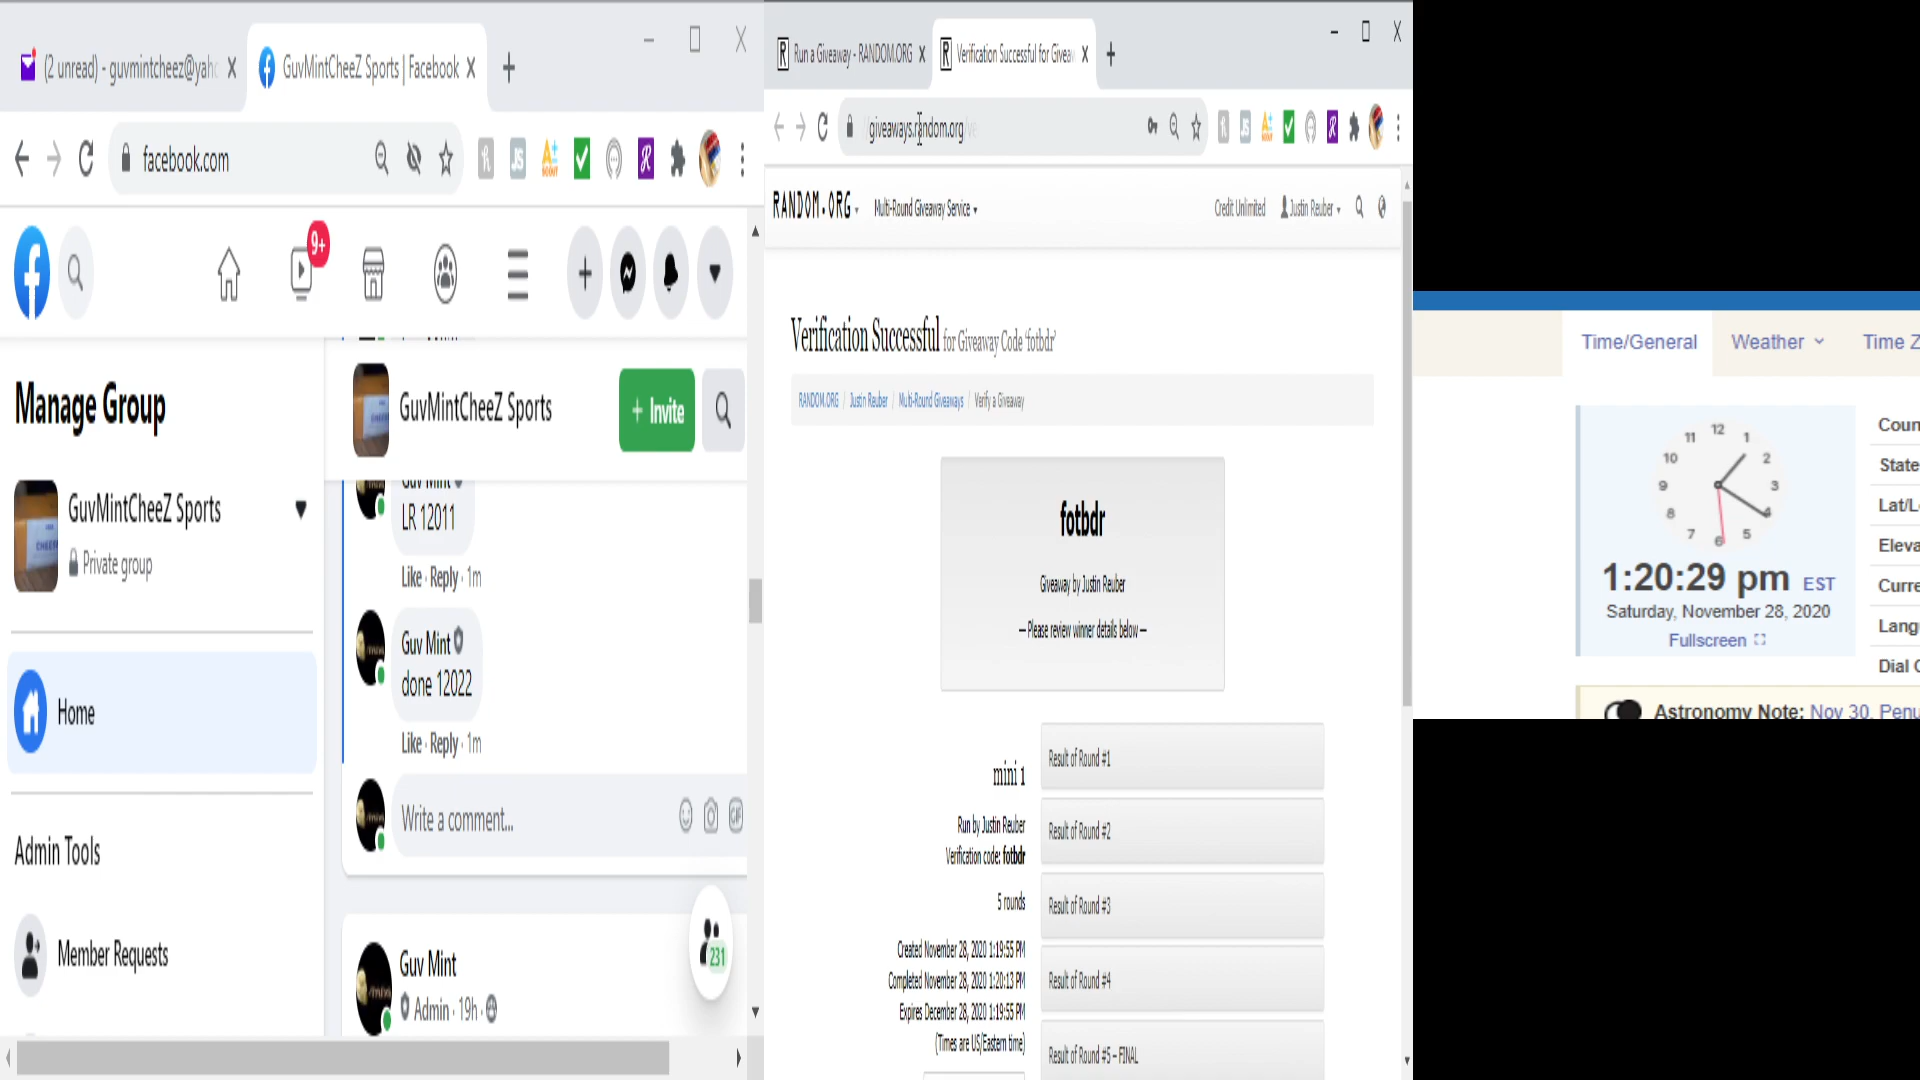 (2 unread) - guvmintcheez@yah
GuvMintCheeZ Sports | Facebook
facebook.com
9+
Manage Group
GuvMintCheeZ Sports
Private group
Home
Admin Tools
Member Requests
GuvMintCheeZ Sports
+ Invite
Guv Mint
LR 12011
Like · Reply · 1m
Guv Mint
done 12022
Like · Reply · 1m
Write a comment...
GIF
231
Guv Mint
Admin · 19h ·
Run a Giveaway - RANDOM.ORG
Verification Successful for Giveav
giveaways.random.org/ve
RANDOM.ORG
Multi-Round Giveaway Service
Credit Unlimited
Justin Reuber
Verification Successful for Giveaway Code 'fotbdr'
RANDOM.ORG / Justin Reuber / Multi-Round Giveaways / Verify a Giveaway
fotbdr
Giveaway by Justin Reuber
— Please review winner details below —
mini 1
Run by Justin Reuber
Verification code: fotbdr
5 rounds
Created November 28, 2020 1:19:55 PM
Completed November 28, 2020 1:20:13 PM
Expires December 28, 2020 1:19:55 PM
(Times are US/Eastern time)
Result of Round #1
Result of Round #2
Result of Round #3
Result of Round #4
Result of Round #5 – FINAL
Time/General
Weather
Time Z
12
1
2
3
4
5
6
7
8
9
10
11
1:20:29 pm EST
Saturday, November 28, 2020
Fullscreen
Coun
State
Lat/L
Eleva
Curre
Langu
Dial C
Astronomy Note: Nov 30, Penu